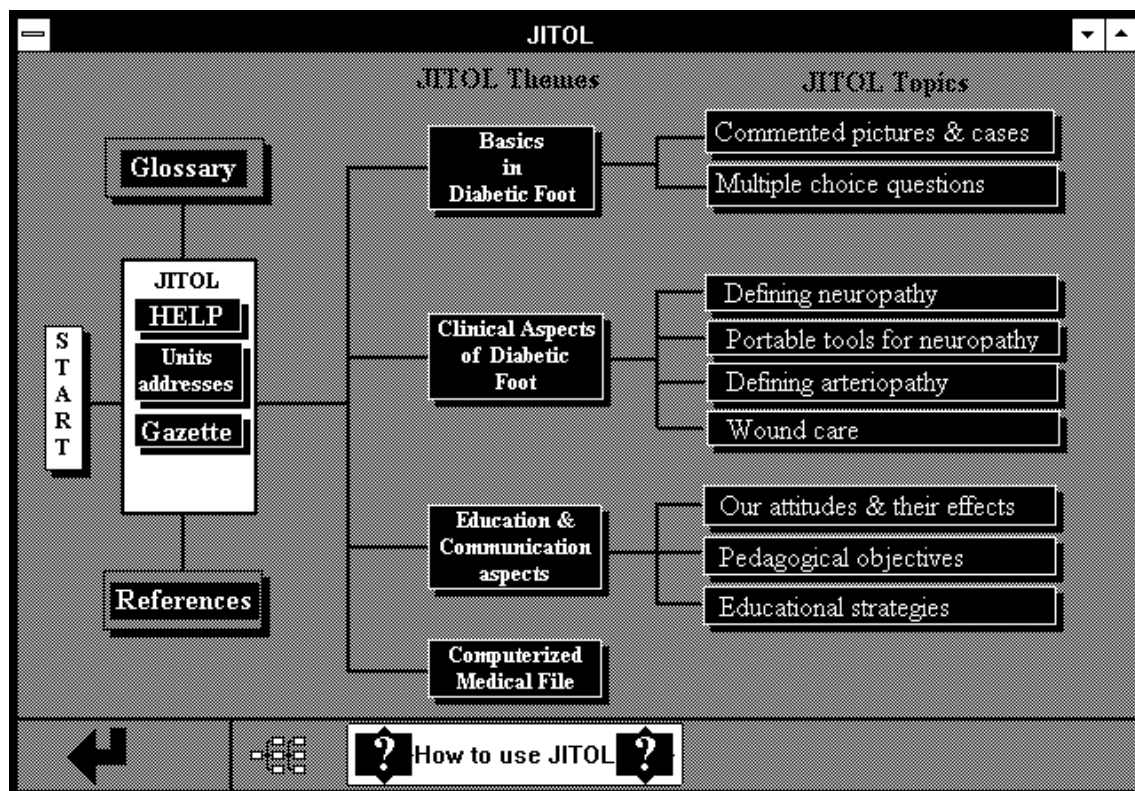 JITOL
JITOL Themes
JITOL Topics
Glossary
JITOL
HELP
Units
addresses
Gazette
START
References
Basics
in
Diabetic Foot
Commented pictures & cases
Multiple choice questions
Clinical Aspects
of Diabetic
Foot
Defining neuropathy
Portable tools for neuropathy
Defining arteriopathy
Wound care
Education &
Communication
aspects
Our attitudes & their effects
Pedagogical objectives
Educational strategies
Computerized
Medical File
? How to use JITOL ?